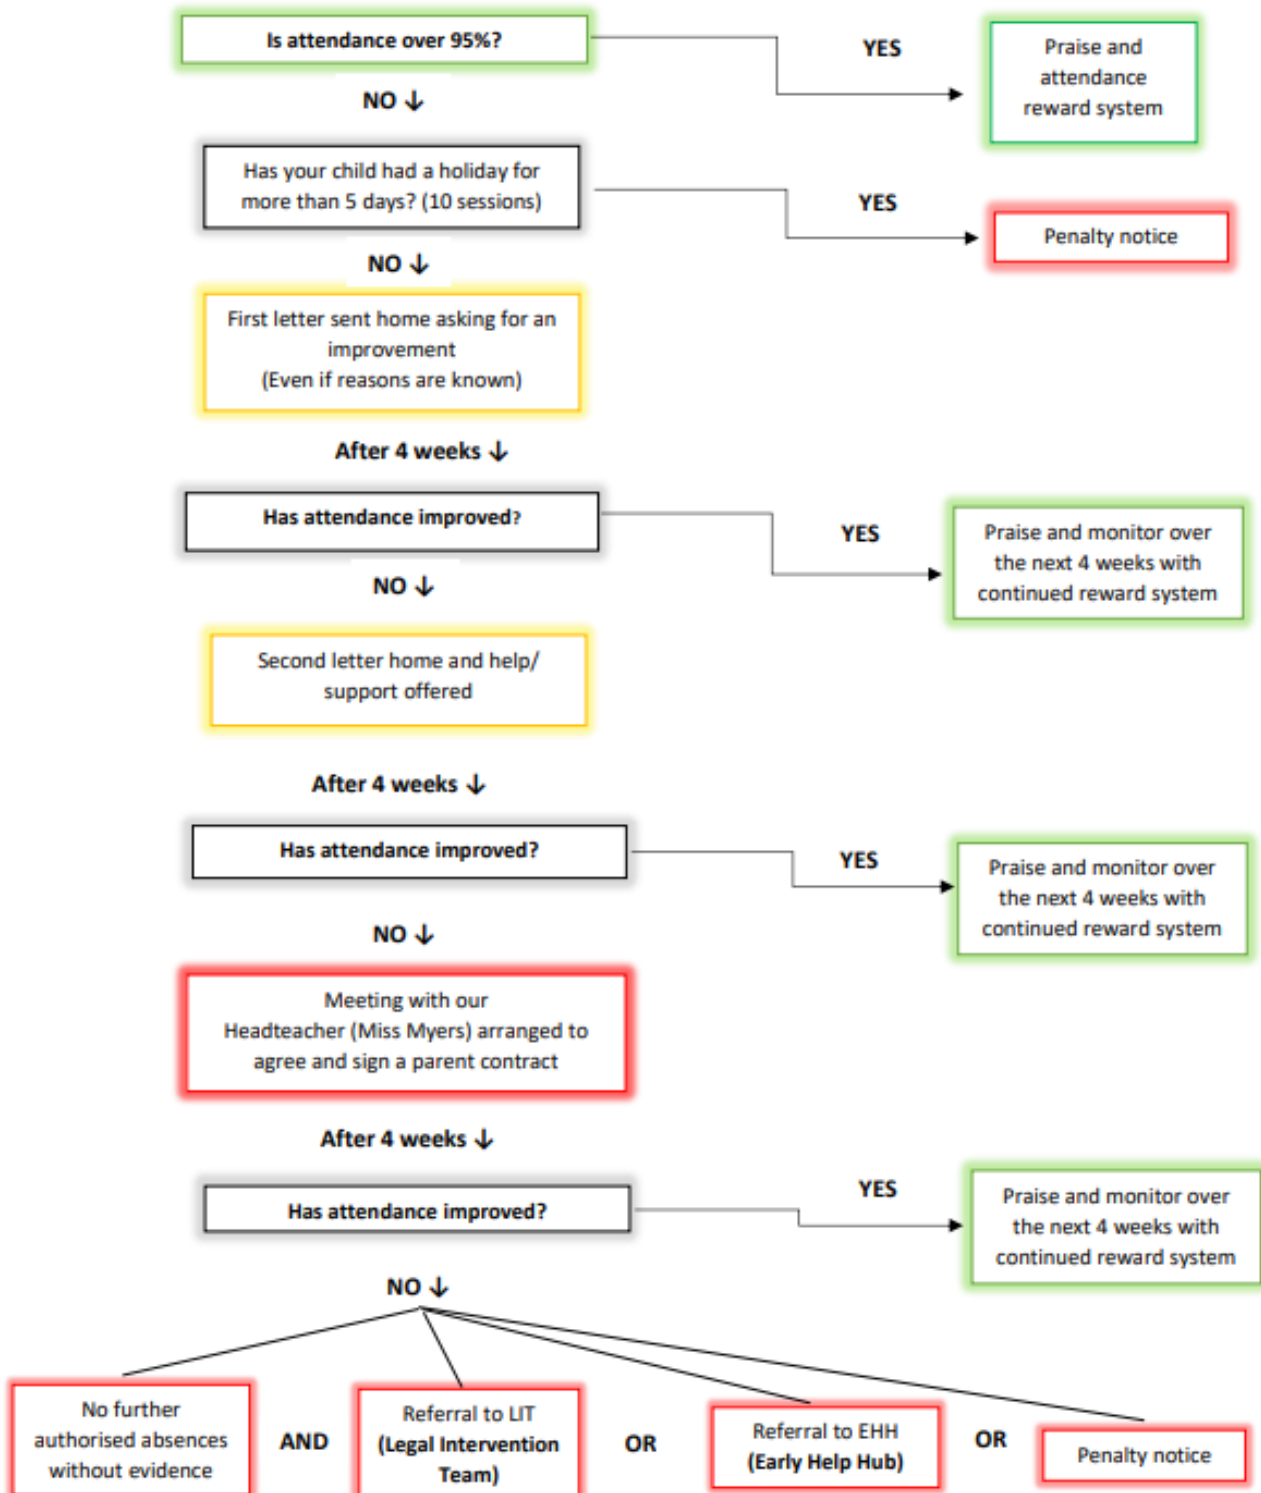 Is attendance over 95%?
YES
Praise and
attendance
reward system
NO ↓
Has your child had a holiday for
more than 5 days? (10 sessions)
YES
Penalty notice
NO ↓
First letter sent home asking for an
improvement
(Even if reasons are known)
After 4 weeks ↓
Has attendance improved?
YES
Praise and monitor over
the next 4 weeks with
continued reward system
NO ↓
Second letter home and help/
support offered
After 4 weeks ↓
Has attendance improved?
YES
Praise and monitor over
the next 4 weeks with
continued reward system
NO ↓
Meeting with our
Headteacher (Miss Myers) arranged to
agree and sign a parent contract
After 4 weeks ↓
Has attendance improved?
YES
Praise and monitor over
the next 4 weeks with
continued reward system
NO ↓
No further
authorised absences
without evidence
AND
Referral to LIT
(Legal Intervention
Team)
OR
Referral to EHH
(Early Help Hub)
OR
Penalty notice